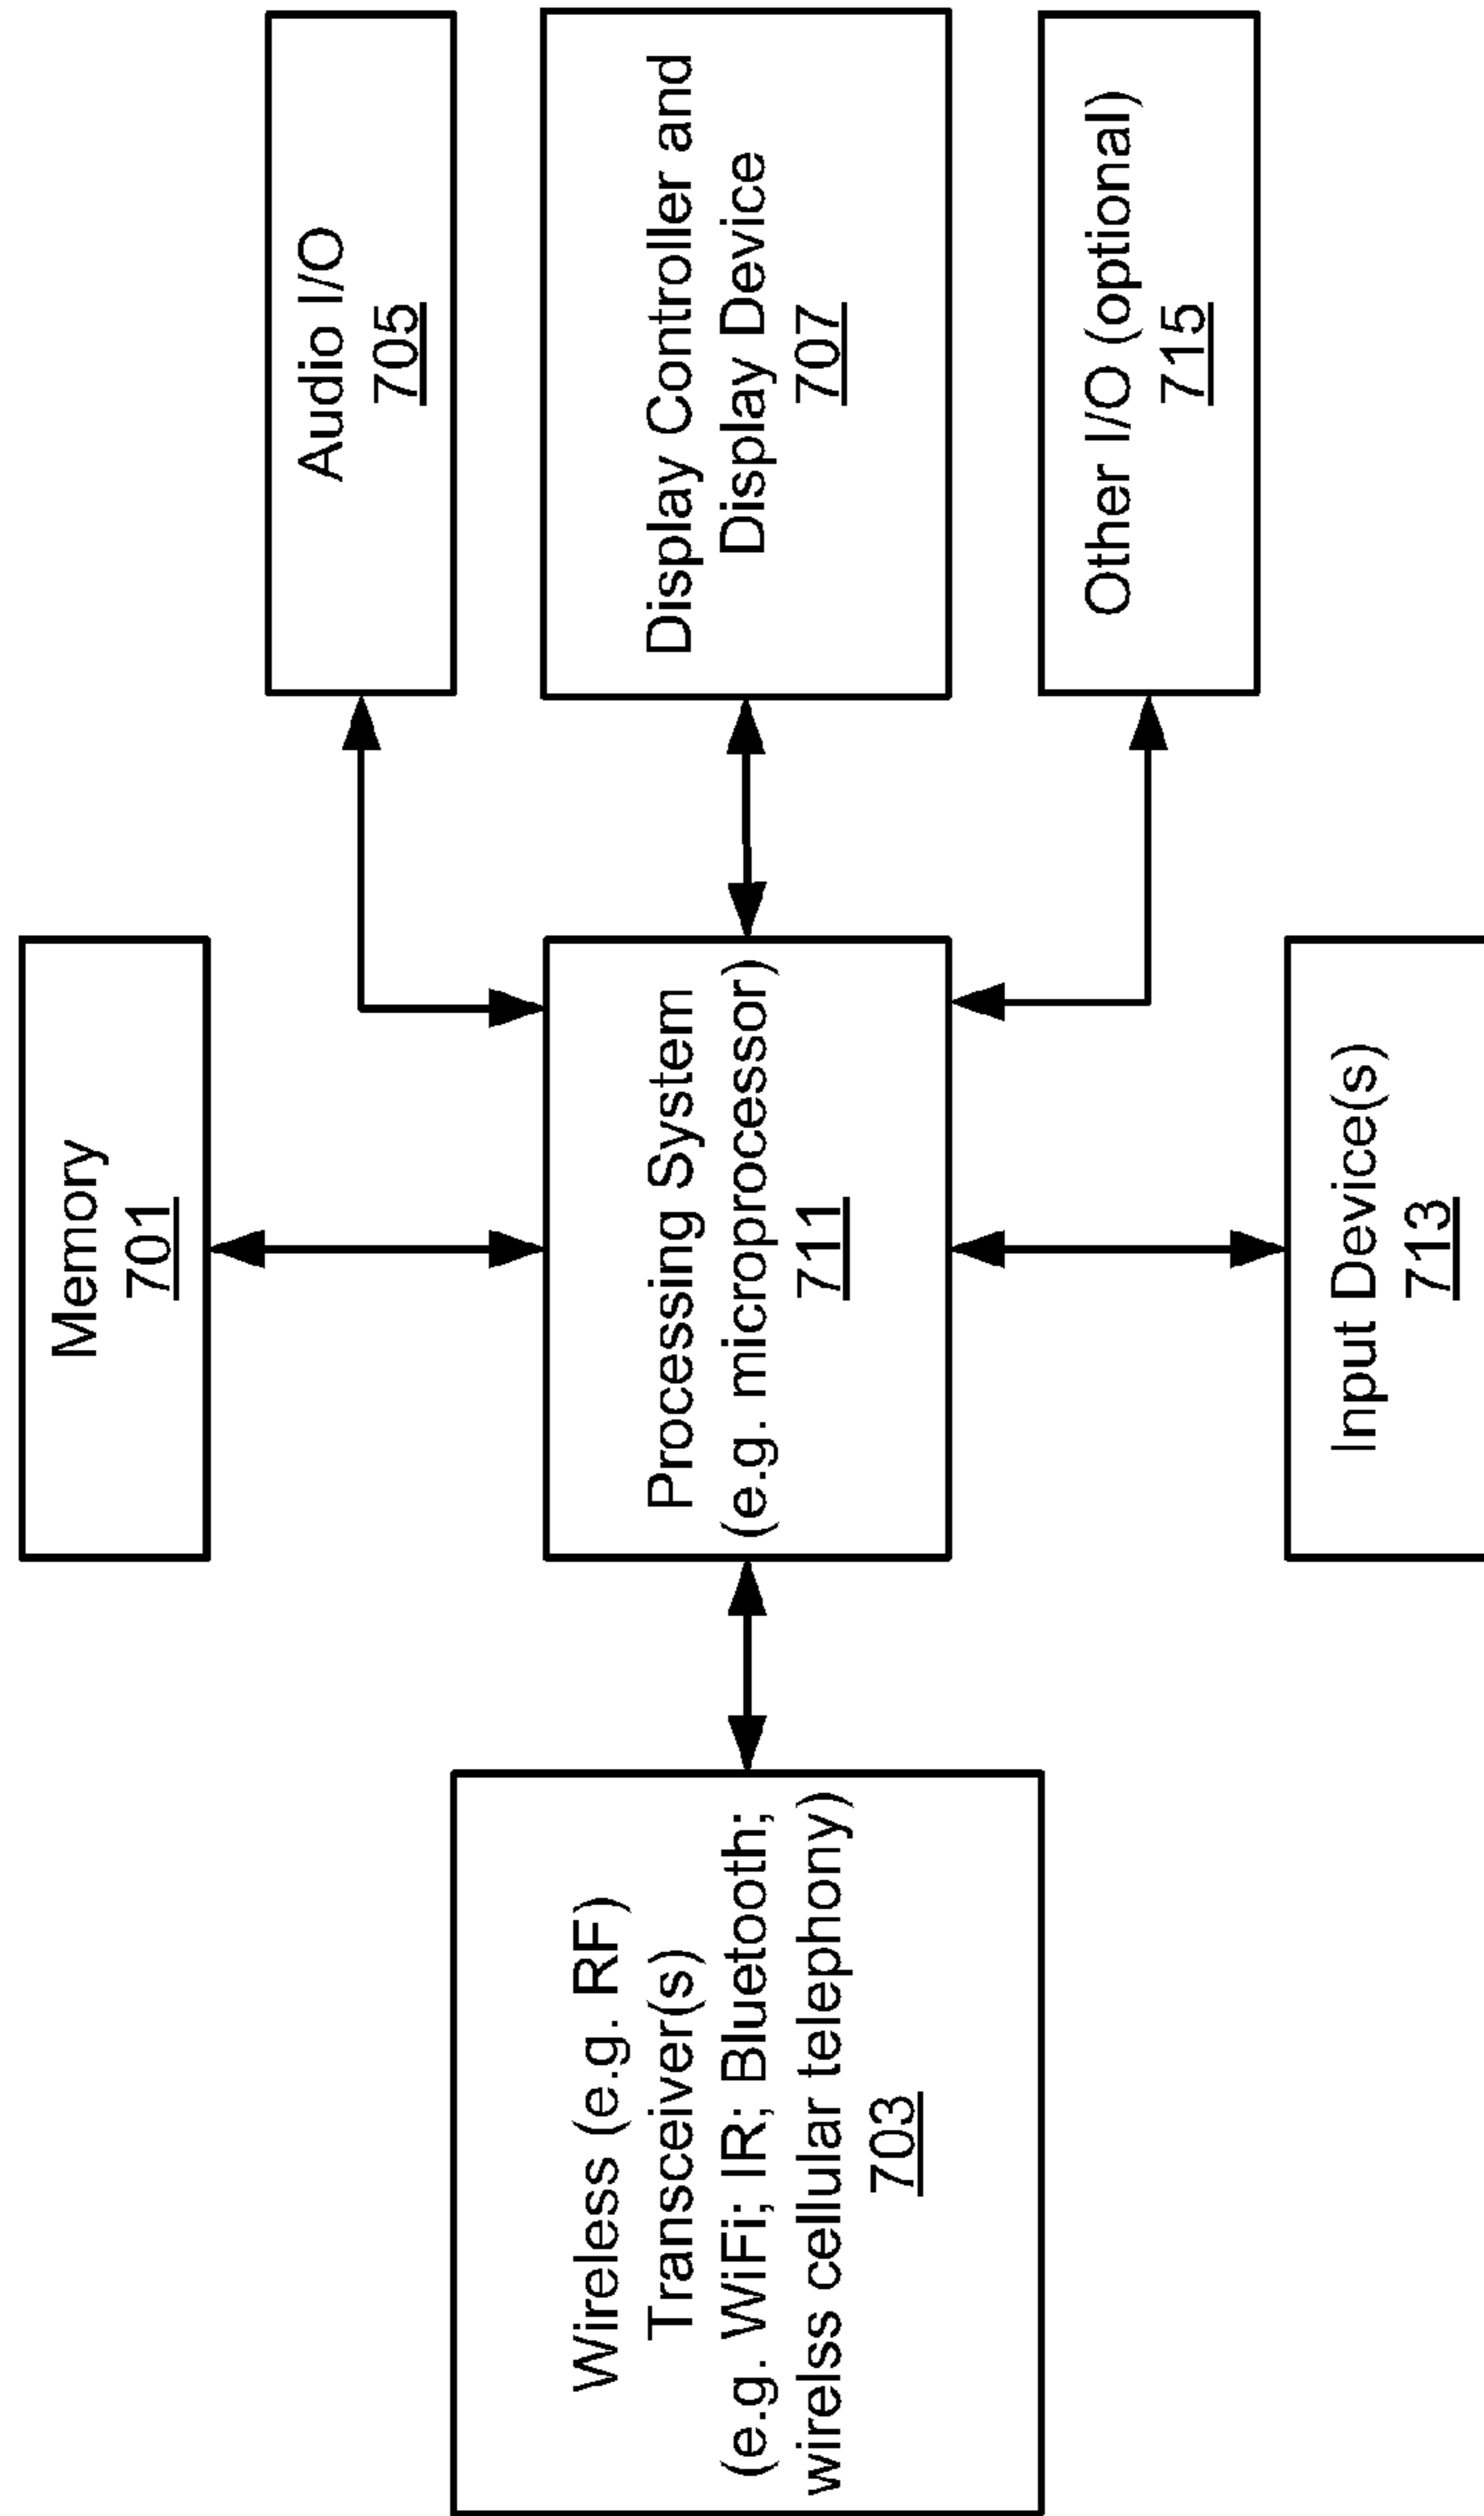 Memory
701
Audio I/O
705
Wireless (e.g. RF)
Transceiver(s)
(e.g. WiFi; IR; Bluetooth;
wirelss cellular telephony)
703
Processing System
(e.g. microprocessor)
711
Display Controller and
Display Device
707
Other I/O (optional)
715
Input Device(s)
713